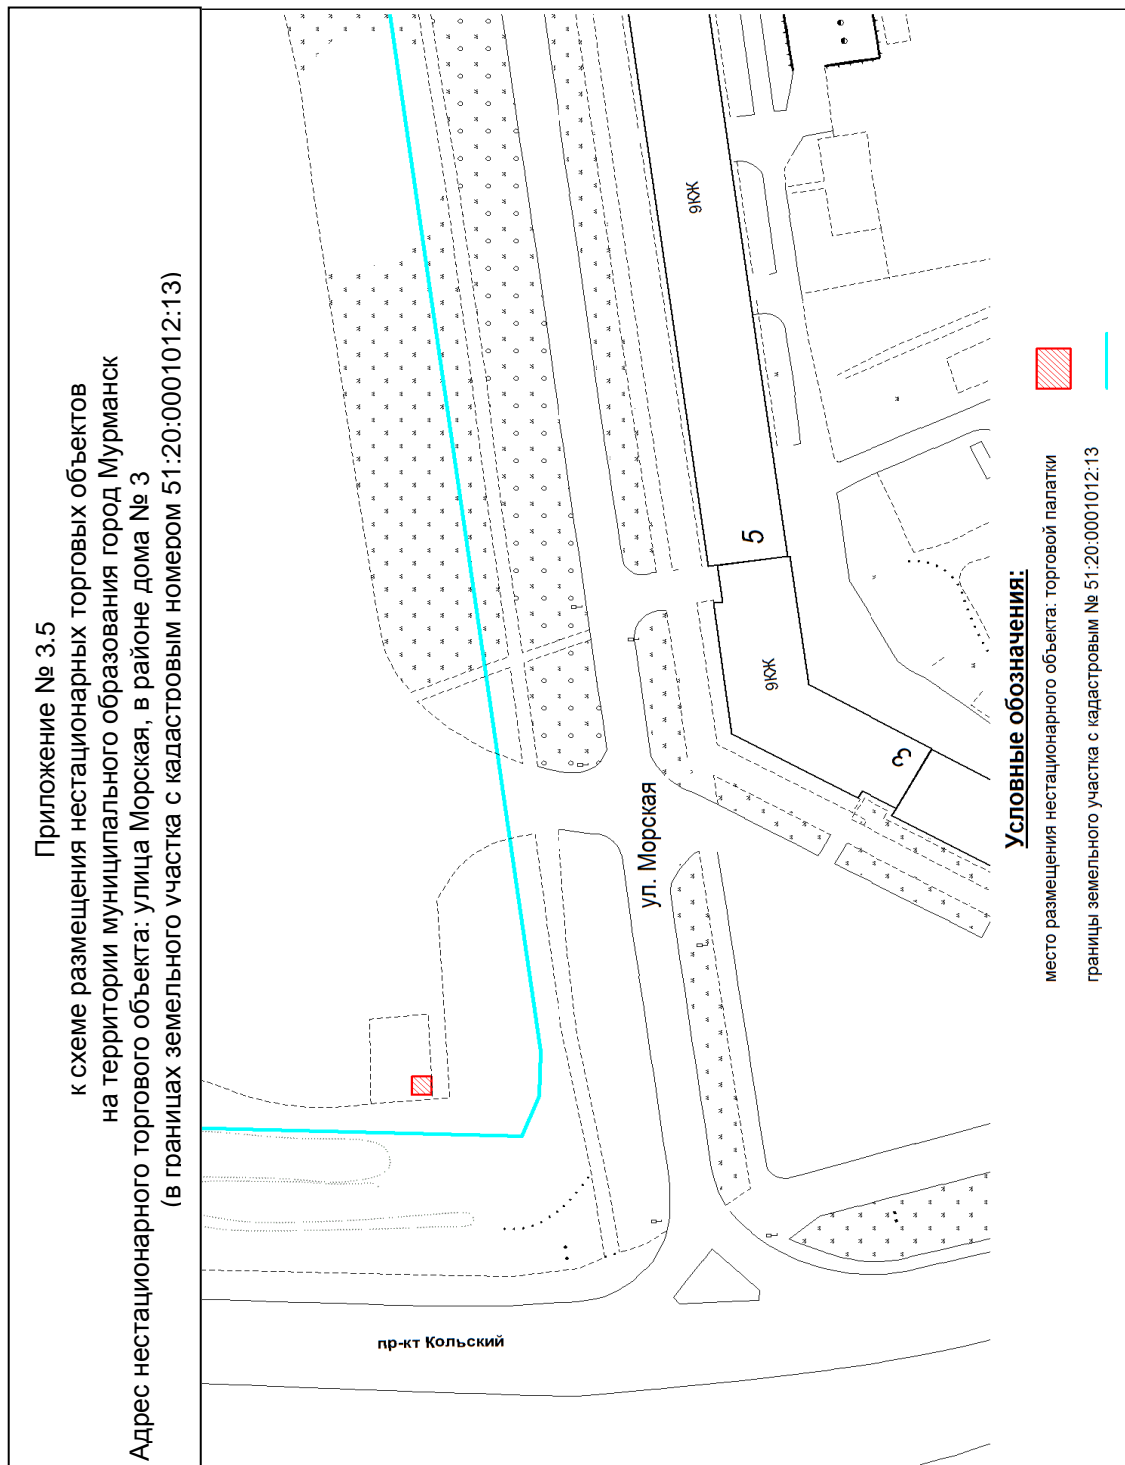 Приложение № 3.5
к схеме размещения нестационарных торговых объектов
на территории муниципального образования город Мурманск
Адрес нестационарного торгового объекта: улица Морская, в районе дома № 3
(в границах земельного участка с кадастровым номером 51:20:0001012:13)
9КЖ
5
9КЖ
3
ул. Морская
пр-кт Кольский
Условные обозначения:
место размещения нестационарного объекта: торговой палатки
границы земельного участка с кадастровым № 51:20:0001012:13